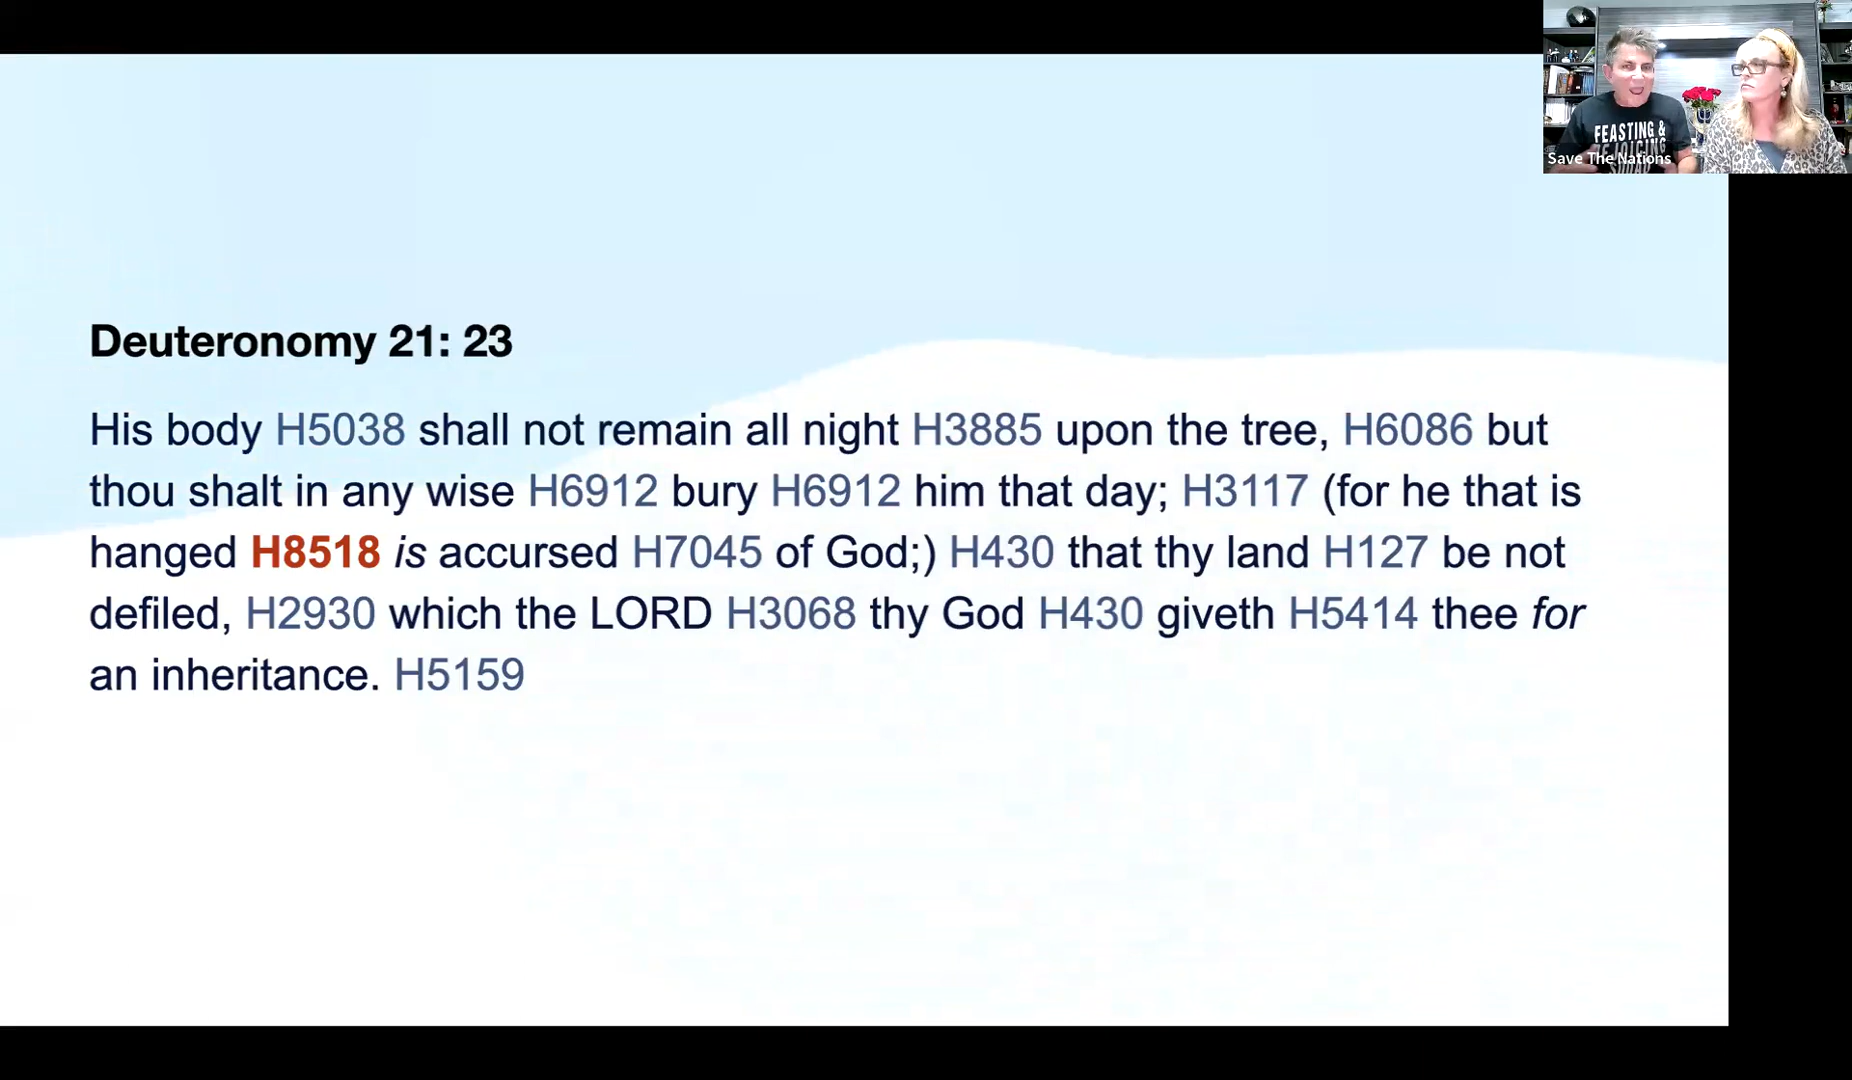 FEASTING &
REJOICING
SQUAD
Save The Nations
Deuteronomy 21: 23
His body H5038 shall not remain all night H3885 upon the tree, H6086 but
thou shalt in any wise H6912 bury H6912 him that day; H3117 (for he that is
hanged H8518 is accursed H7045 of God;) H430 that thy land H127 be not
defiled, H2930 which the LORD H3068 thy God H430 giveth H5414 thee for
an inheritance. H5159